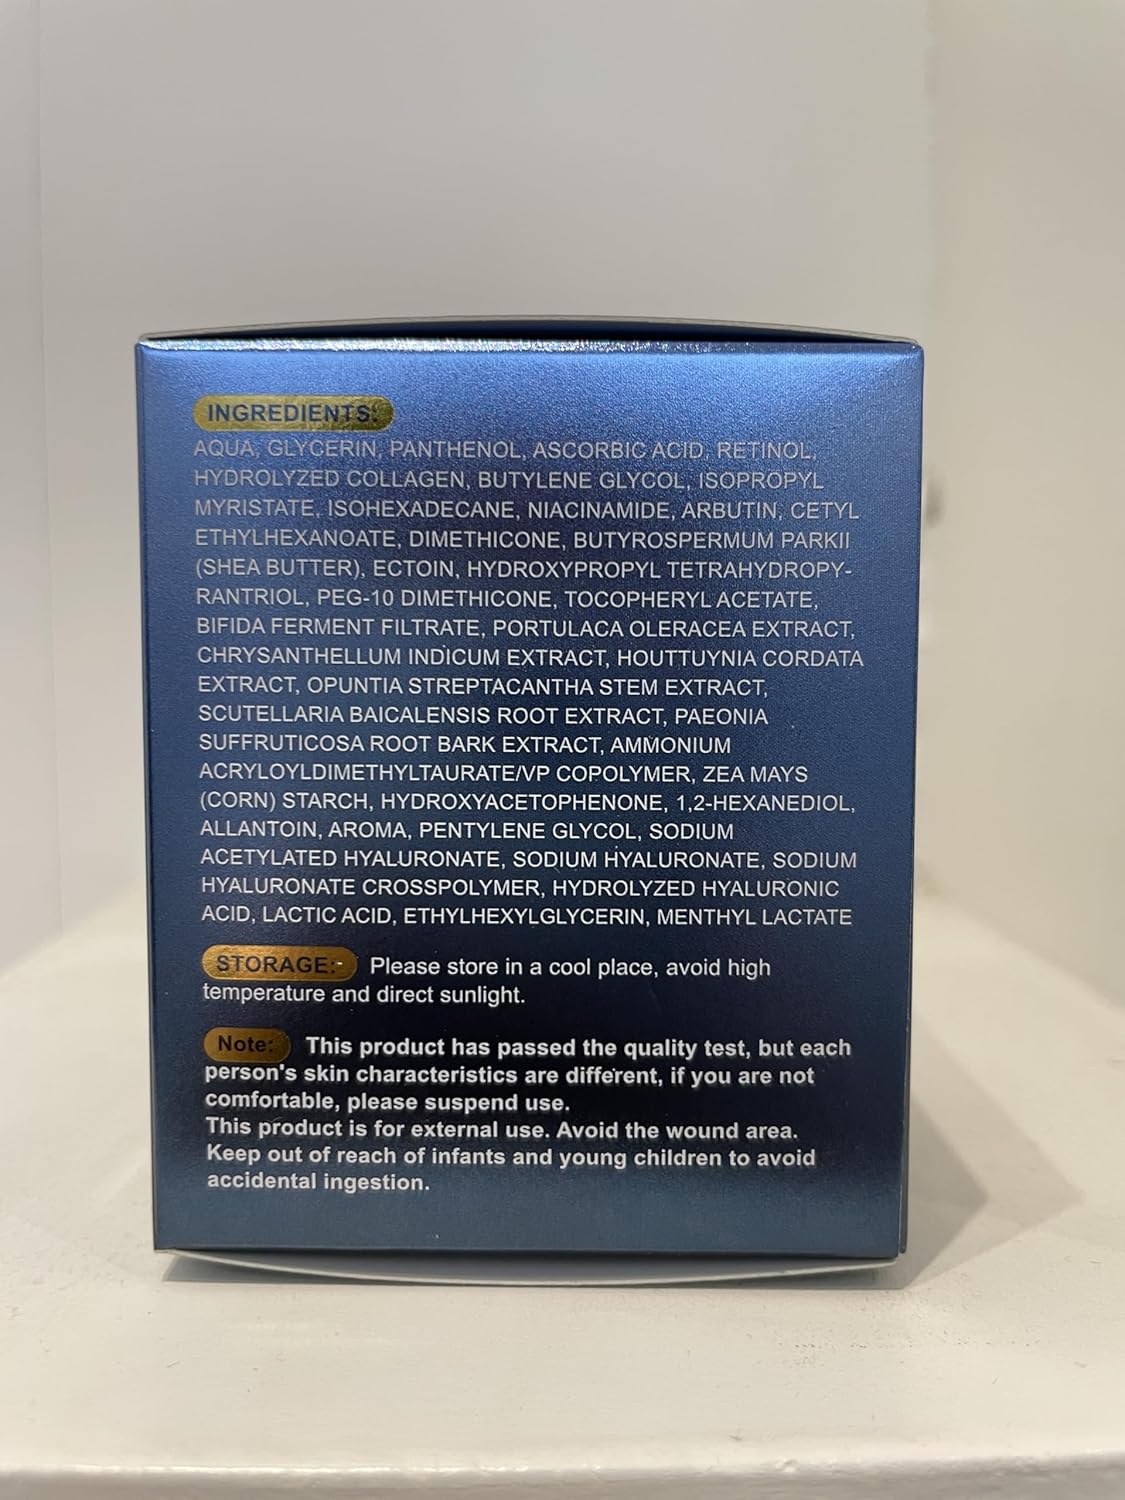 INGREDIENTS:
AQUA, GLYCERIN, PANTHENOL, ASCORBIC ACID, RETINOL,
HYDROLYZED COLLAGEN, BUTYLENE GLYCOL, ISOPROPYL
MYRISTATE, ISOHEXADECANE, NIACINAMIDE, ARBUTIN, CETYL
ETHYLHEXANOATE, DIMETHICONE, BUTYROSPERMUM PARKII
(SHEA BUTTER), ECTOIN, HYDROXYPROPYL TETRAHYDROPY-
RANTRIOL, PEG-10 DIMETHICONE, TOCOPHERYL ACETATE,
BIFIDA FERMENT FILTRATE, PORTULACA OLERACEA EXTRACT,
CHRYSANTHELLUM INDICUM EXTRACT, HOUTTUYNIA CORDATA
EXTRACT, OPUNTIA STREPTACANTHA STEM EXTRACT,
SCUTELLARIA BAICALENSIS ROOT EXTRACT, PAEONIA
SUFFRUTICOSA ROOT BARK EXTRACT, AMMONIUM
ACRYLOYLDIMETHYLTAURATE/VP COPOLYMER, ZEA MAYS
(CORN) STARCH, HYDROXYACETOPHENONE, 1,2-HEXANEDIOL,
ALLANTOIN, AROMA, PENTYLENE GLYCOL, SODIUM
ACETYLATED HYALURONATE, SODIUM HYALURONATE, SODIUM
HYALURONATE CROSSPOLYMER, HYDROLYZED HYALURONIC
ACID, LACTIC ACID, ETHYLHEXYLGLYCERIN, MENTHYL LACTATE
STORAGE:- Please store in a cool place, avoid high
temperature and direct sunlight.
Note: This product has passed the quality test, but each
person's skin characteristics are different, if you are not
comfortable, please suspend use.
This product is for external use. Avoid the wound area.
Keep out of reach of infants and young children to avoid
accidental ingestion.